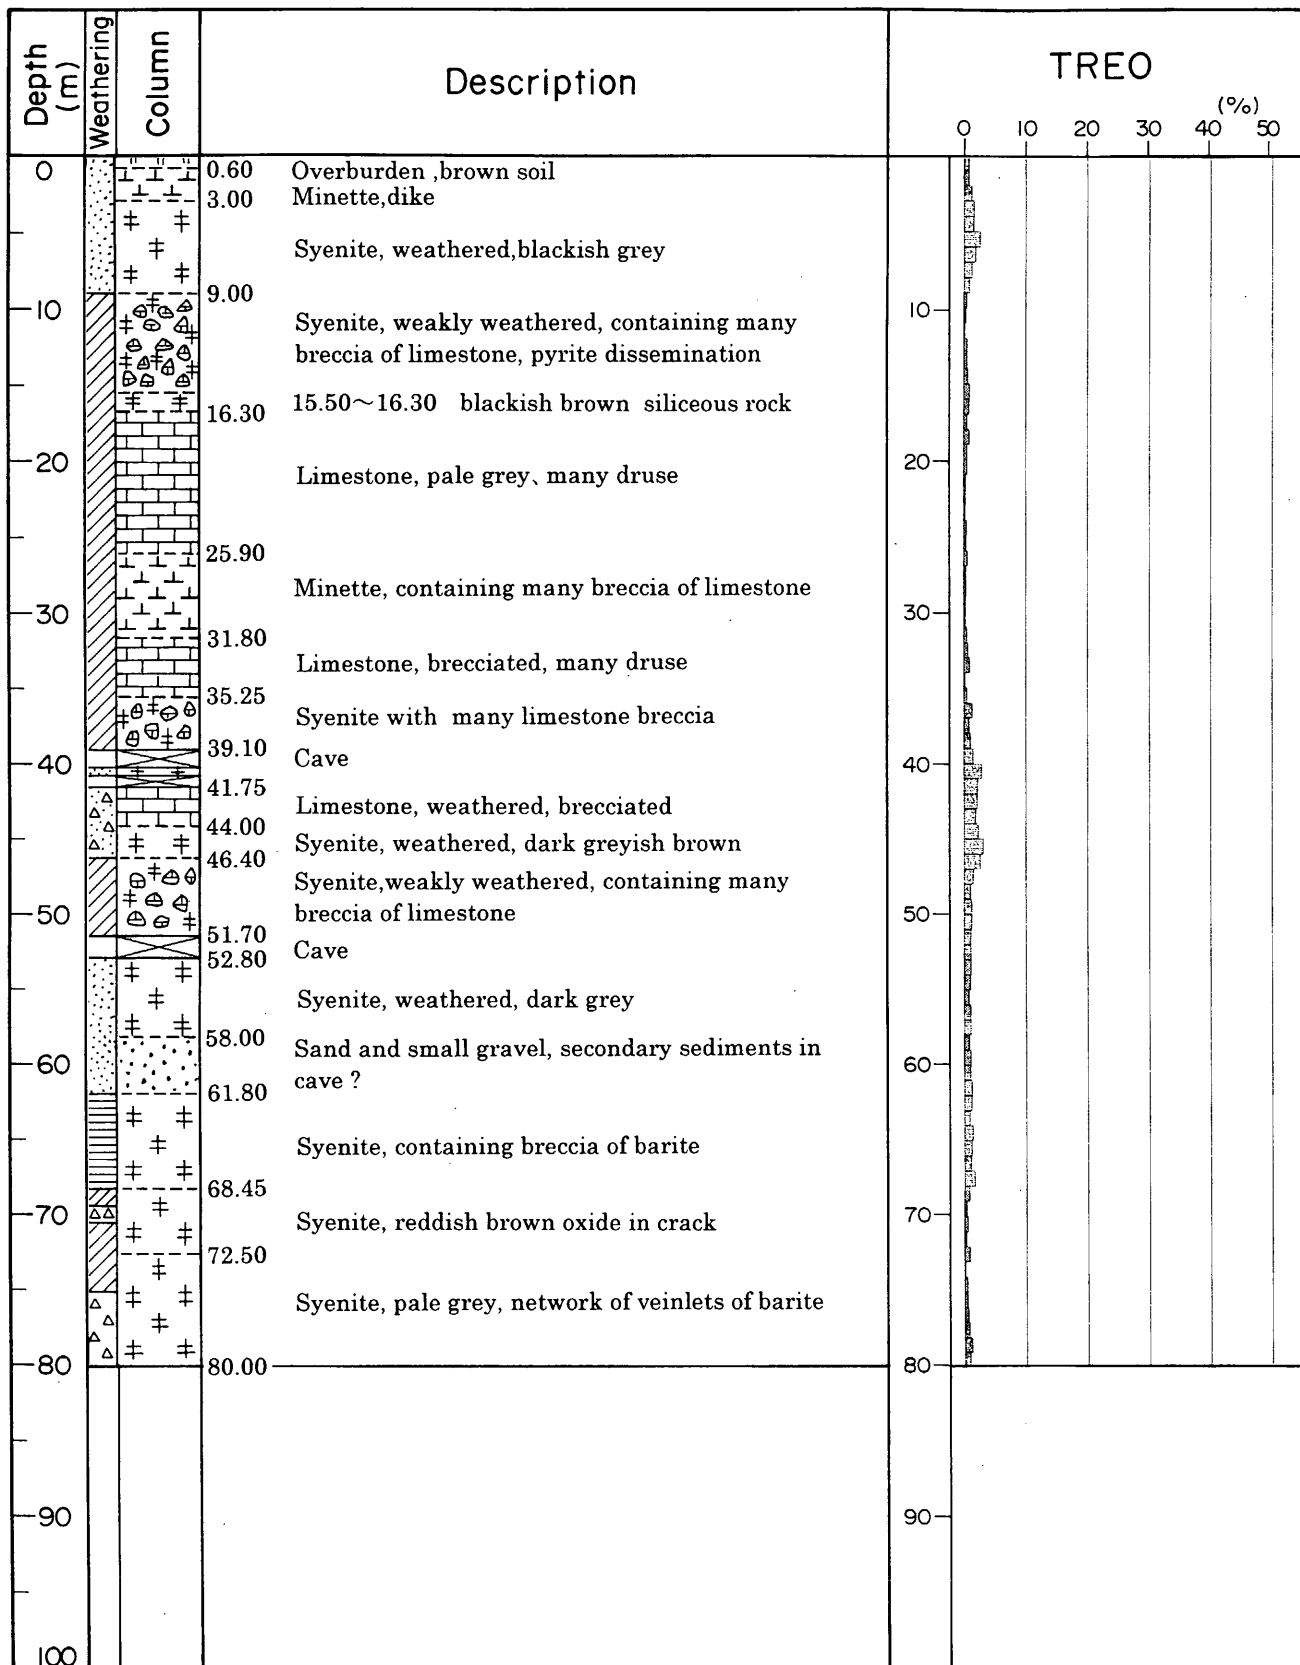 Depth (m)
Weathering
Column
Description
TREO
(%)
0 10 20 30 40 50
0
0.60 Overburden ,brown soil
3.00 Minette,dike
Syenite, weathered,blackish grey
9.00
10
10
Syenite, weakly weathered, containing many
breccia of limestone, pyrite dissemination
15.50~16.30 blackish brown siliceous rock
16.30
20
20
Limestone, pale grey、many druse
25.90
Minette, containing many breccia of limestone
30
30
31.80
Limestone, brecciated, many druse
35.25
Syenite with many limestone breccia
39.10
Cave
40
40
41.75
Limestone, weathered, brecciated
44.00
Syenite, weathered, dark greyish brown
46.40
Syenite,weakly weathered, containing many
breccia of limestone
50
50
51.70
Cave
52.80
Syenite, weathered, dark grey
58.00
Sand and small gravel, secondary sediments in
cave ?
60
60
61.80
Syenite, containing breccia of barite
68.45
70
70
Syenite, reddish brown oxide in crack
72.50
Syenite, pale grey, network of veinlets of barite
80
80.00
80
90
90
100